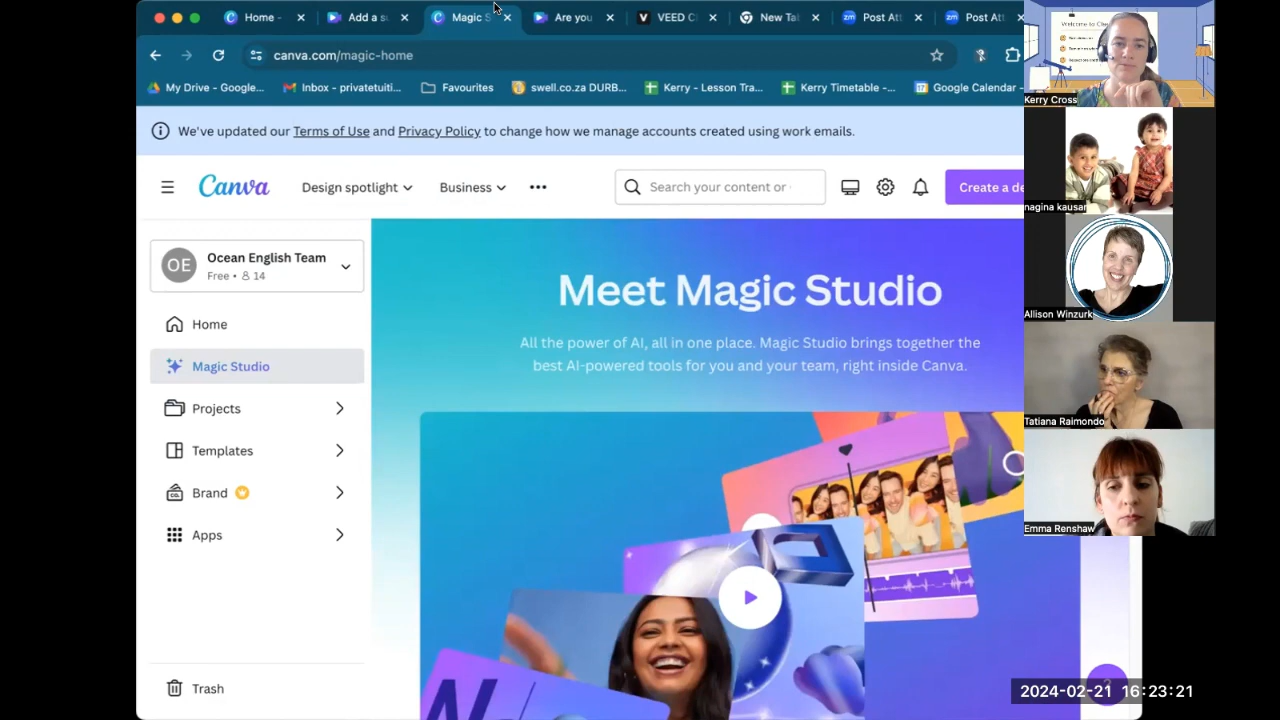 Home -
Add a su
Magic S
Are you
VEED C
New Tab
Post Att
Post Att
canva.com/magic-home
My Drive - Google...
Inbox - privatetuiti...
Favourites
swell.co.za DURB...
Kerry - Lesson Tra...
Kerry Timetable -...
Google Calendar -
We've updated our Terms of Use and Privacy Policy to change how we manage accounts created using work emails.
Canva
Design spotlight
Business
Search your content or
Create a de
OE
Ocean English Team
Free • 14
Home
Magic Studio
Projects
Templates
Brand
Apps
Trash
Meet Magic Studio
All the power of AI, all in one place. Magic Studio brings together the
best AI-powered tools for you and your team, right inside Canva.
Welcome to
Kerry Cross
nagina kausar
Allison Winzurk
Tatiana Raimondo
Emma Renshaw
2024-02-21 16:23:21